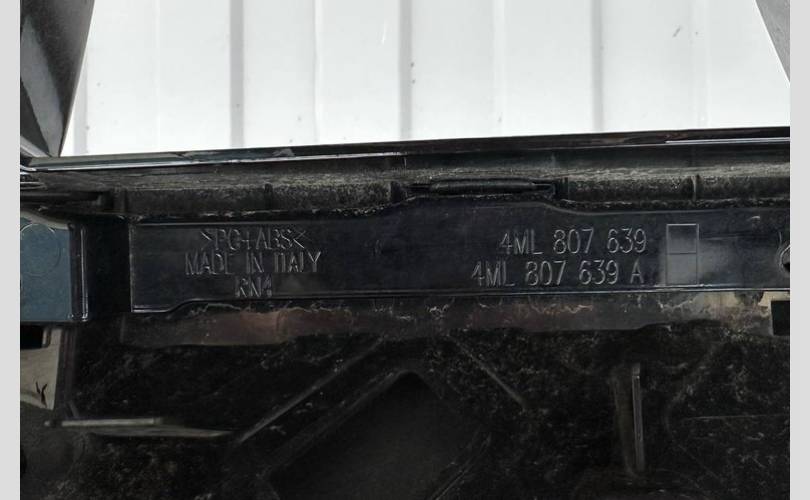 >PC+ABS<
MADE IN ITALY
RN4
4ML 807 639
4ML 807 639 A